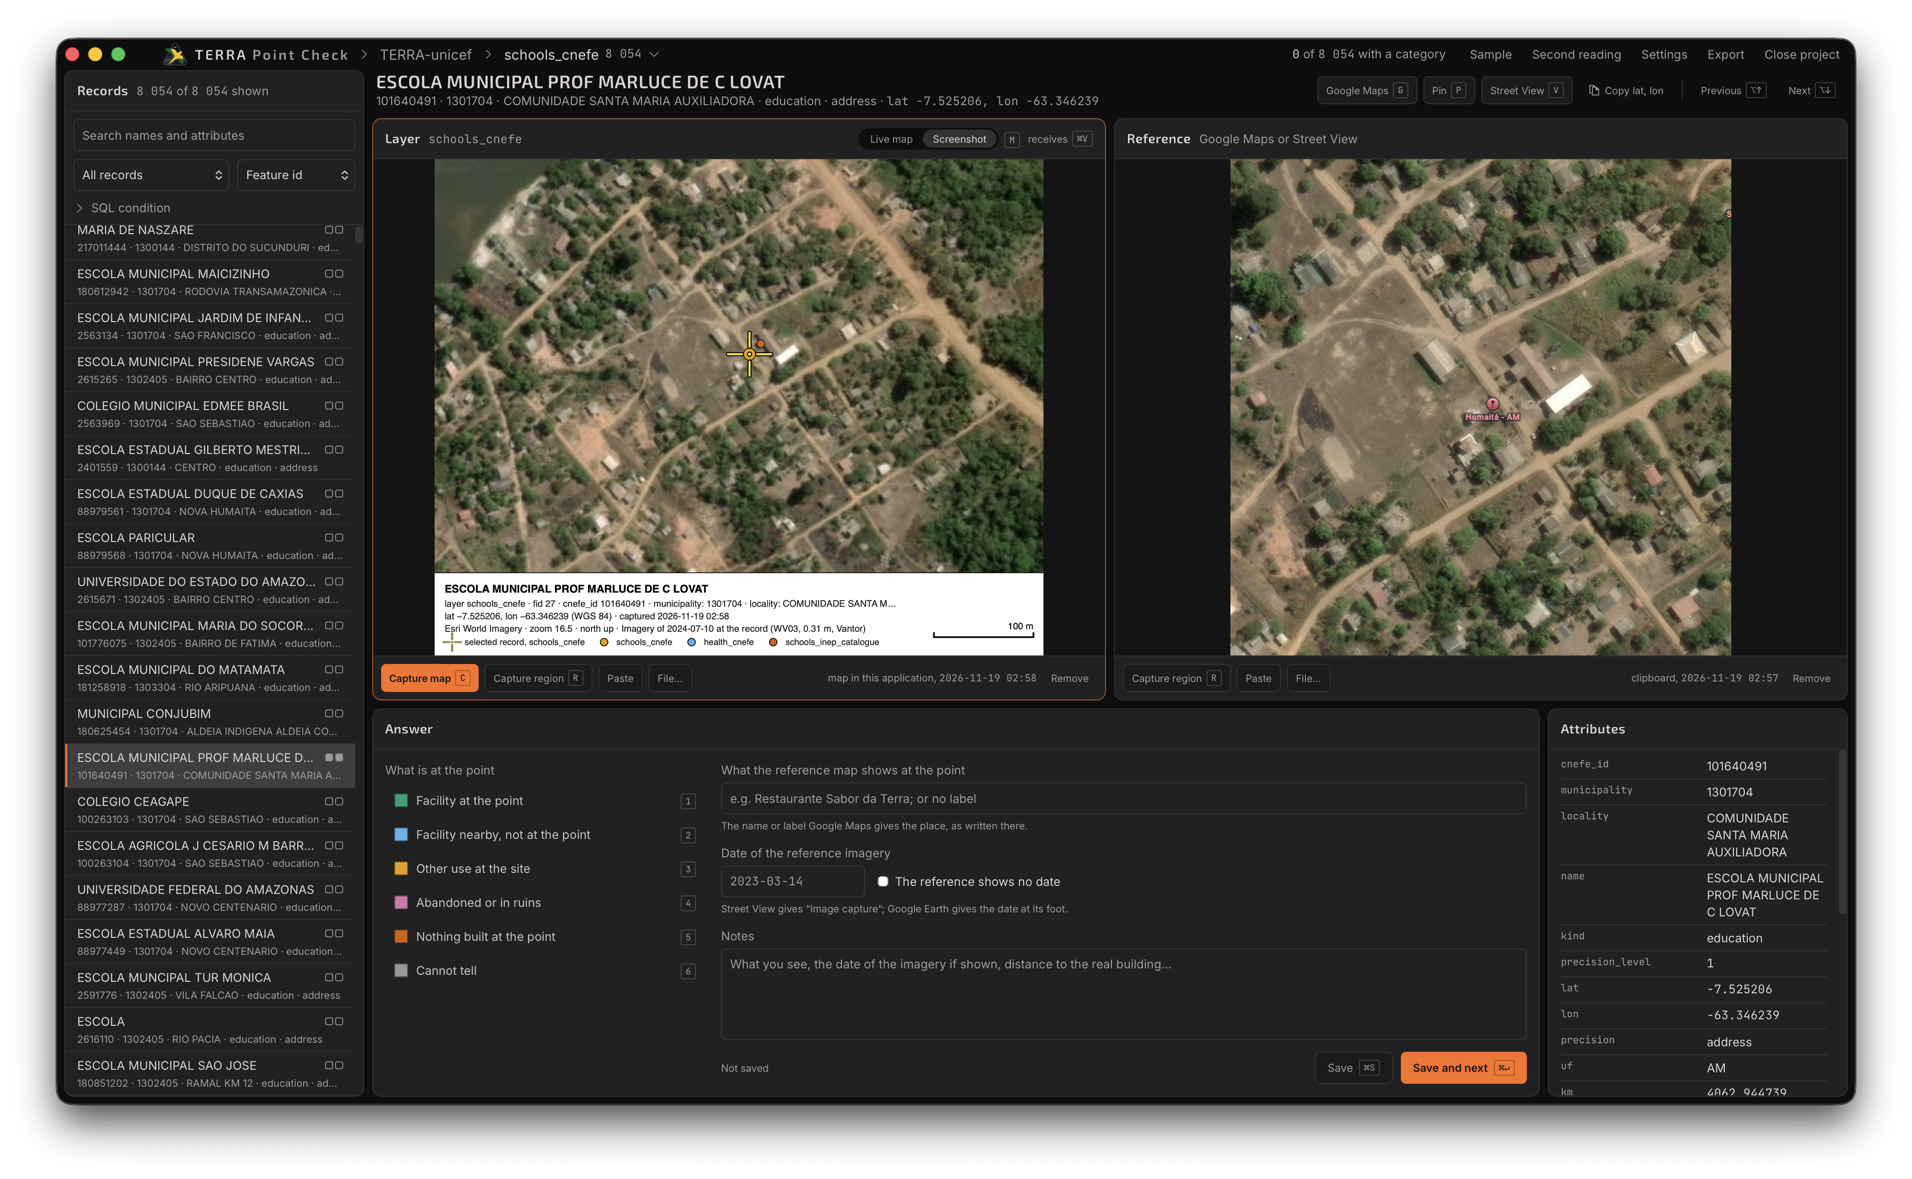 TERRA Point Check > TERRA-unicef > schools_cnefe 8 054
0 of 8 054 with a category Sample Second reading Settings Export Close project
Records 8 054 of 8 054 shown
Search names and attributes
All records Feature id
SQL condition
MARIA DE NASZARE
217011444 · 1300144 · DISTRITO DO SUCUNDURI · ed...
ESCOLA MUNICIPAL MAICIZINHO
180612942 · 1301704 · RODOVIA TRANSAMAZONICA ·...
ESCOLA MUNICIPAL JARDIM DE INFAN...
2563134 · 1301704 · SAO FRANCISCO · education · ad...
ESCOLA MUNICIPAL PRESIDENE VARGAS
2615265 · 1302405 · BAIRRO CENTRO · education · ad...
COLEGIO MUNICIPAL EDMEE BRASIL
2563969 · 1301704 · SAO SEBASTIAO · education · ad...
ESCOLA ESTADUAL GILBERTO MESTRI...
2401559 · 1300144 · CENTRO · education · address
ESCOLA ESTADUAL DUQUE DE CAXIAS
88979561 · 1301704 · NOVA HUMAITA · education · ad...
ESCOLA PARICULAR
88979568 · 1301704 · NOVA HUMAITA · education · ad...
UNIVERSIDADE DO ESTADO DO AMAZO...
2615671 · 1302405 · BAIRRO CENTRO · education · ad...
ESCOLA MUNICIPAL MARIA DO SOCOR...
101776075 · 1302405 · BAIRRO DE FATIMA · education...
ESCOLA MUNICIPAL DO MATAMATA
181258918 · 1303304 · RIO ARIPUANA · education · ad...
MUNICIPAL CONJUBIM
180625454 · 1301704 · ALDEIA INDIGENA ALDEIA CO...
ESCOLA MUNICIPAL PROF MARLUCE D...
101640491 · 1301704 · COMUNIDADE SANTA MARIA A...
COLEGIO CEAGAPE
100263103 · 1301704 · SAO SEBASTIAO · education · a...
ESCOLA AGRICOLA J CESARIO M BARR...
100263104 · 1301704 · SAO SEBASTIAO · education · a...
UNIVERSIDADE FEDERAL DO AMAZONAS
88977287 · 1301704 · NOVO CENTENARIO · education...
ESCOLA ESTADUAL ALVARO MAIA
88977449 · 1301704 · NOVO CENTENARIO · education...
ESCOLA MUNCIPAL TUR MONICA
2591776 · 1302405 · VILA FALCAO · education · address
ESCOLA
2616110 · 1302405 · RIO PACIA · education · address
ESCOLA MUNICIPAL SAO JOSE
180851202 · 1302405 · RAMAL KM 12 · education · ad...
ESCOLA MUNICIPAL PROF MARLUCE DE C LOVAT
101640491 · 1301704 · COMUNIDADE SANTA MARIA AUXILIADORA · education · address · lat -7.525206, lon -63.346239
Google Maps G Pin P Street View V Copy lat, lon Previous ⌥↑ Next ⌥↓
Layer schools_cnefe Live map Screenshot M receives ⌘V
ESCOLA MUNICIPAL PROF MARLUCE DE C LOVAT
layer schools_cnefe · fid 27 · cnefe_id 101640491 · municipality: 1301704 · locality: COMUNIDADE SANTA M...
lat −7.525206, lon −63.346239 (WGS 84) · captured 2026-11-19 02:58
Esri World Imagery · zoom 16.5 · north up · Imagery of 2024-07-10 at the record (WV03, 0.31 m, Vantor)
selected record, schools_cnefe schools_cnefe health_cnefe schools_inep_catalogue
100 m
Capture map C Capture region R Paste File... map in this application, 2026-11-19 02:58 Remove
Reference Google Maps or Street View
S
Humaitá - AM
Capture region R Paste File... clipboard, 2026-11-19 02:57 Remove
Answer
What is at the point
Facility at the point 1
Facility nearby, not at the point 2
Other use at the site 3
Abandoned or in ruins 4
Nothing built at the point 5
Cannot tell 6
What the reference map shows at the point
e.g. Restaurante Sabor da Terra; or no label
The name or label Google Maps gives the place, as written there.
Date of the reference imagery
2023-03-14 The reference shows no date
Street View gives “Image capture”; Google Earth gives the date at its foot.
Notes
What you see, the date of the imagery if shown, distance to the real building...
Not saved Save ⌘S Save and next ⌘↵
Attributes
cnefe_id 101640491
municipality 1301704
locality COMUNIDADE
SANTA MARIA
AUXILIADORA
name ESCOLA MUNICIPAL
PROF MARLUCE DE
C LOVAT
kind education
precision_level 1
lat -7.525206
lon -63.346239
precision address
uf AM
km 4062.944739